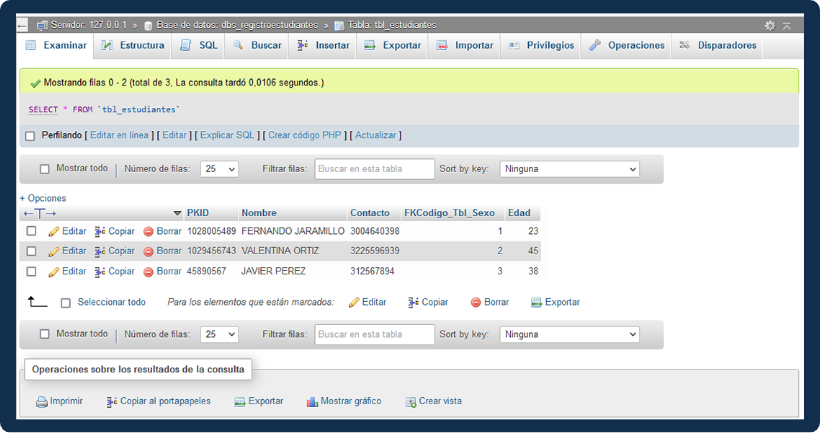 Servidor: 127.0.0.1 » Base de datos: dbs_registroestudiantes » Tabla: tbl_estudiantes
Examinar Estructura SQL Buscar Insertar Exportar Importar Privilegios Operaciones Disparadores
Mostrando filas 0 - 2 (total de 3, La consulta tardó 0,0106 segundos.)
SELECT * FROM `tbl_estudiantes`
Perfilando [ Editar en línea ] [ Editar ] [ Explicar SQL ] [ Crear código PHP ] [ Actualizar ]
Mostrar todo | Número de filas: 25 Filtrar filas: Buscar en esta tabla Sort by key: Ninguna
+ Opciones
←T→ PKID Nombre Contacto FKCodigo_Tbl_Sexo Edad
Editar Copiar Borrar 1028005489 FERNANDO JARAMILLO 3004640398 1 23
Editar Copiar Borrar 1029456743 VALENTINA ORTIZ 3225596939 2 45
Editar Copiar Borrar 45890567 JAVIER PEREZ 312567894 3 38
Seleccionar todo Para los elementos que están marcados: Editar Copiar Borrar Exportar
Mostrar todo | Número de filas: 25 Filtrar filas: Buscar en esta tabla Sort by key: Ninguna
Operaciones sobre los resultados de la consulta
Imprimir Copiar al portapapeles Exportar Mostrar gráfico Crear vista